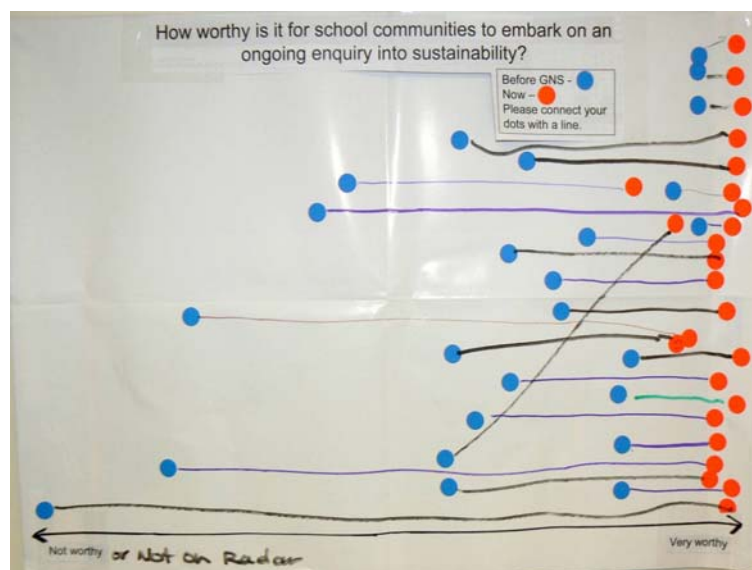 How worthy is it for school communities to embark on an
ongoing enquiry into sustainability?
Before GNS -
Now –
Please connect your
dots with a line.
Not worthy or Not on Radar
Very worthy